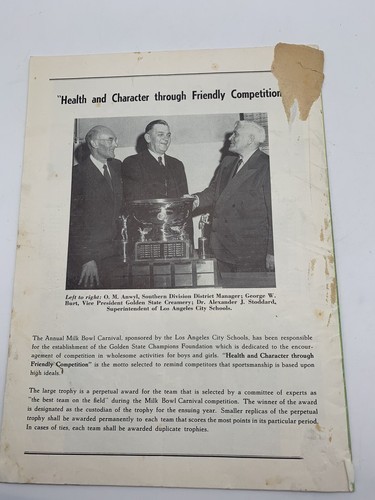 "Health and Character through Friendly Competition
Left to right: O. M. Anwyl, Southern Division District Manager; George W.
Burt, Vice President Golden State Creamery; Dr. Alexander J. Stoddard,
Superintendent of Los Angeles City Schools.
The Annual Milk Bowl Carnival, sponsored by the Los Angeles City Schools, has been responsible
for the establishment of the Golden State Champions Foundation which is dedicated to the encour-
agement of competition in wholesome activities for boys and girls. "Health and Character through
Friendly Competition" is the motto selected to remind competitors that sportsmanship is based upon
high ideals.
The large trophy is a perpetual award for the team that is selected by a committee of experts as
"the best team on the field" during the Milk Bowl Carnival competition. The winner of the award
is designated as the custodian of the trophy for the ensuing year. Smaller replicas of the perpetual
trophy shall be awarded permanently to each team that scores the most points in its particular period.
In cases of ties, each team shall be awarded duplicate trophies.